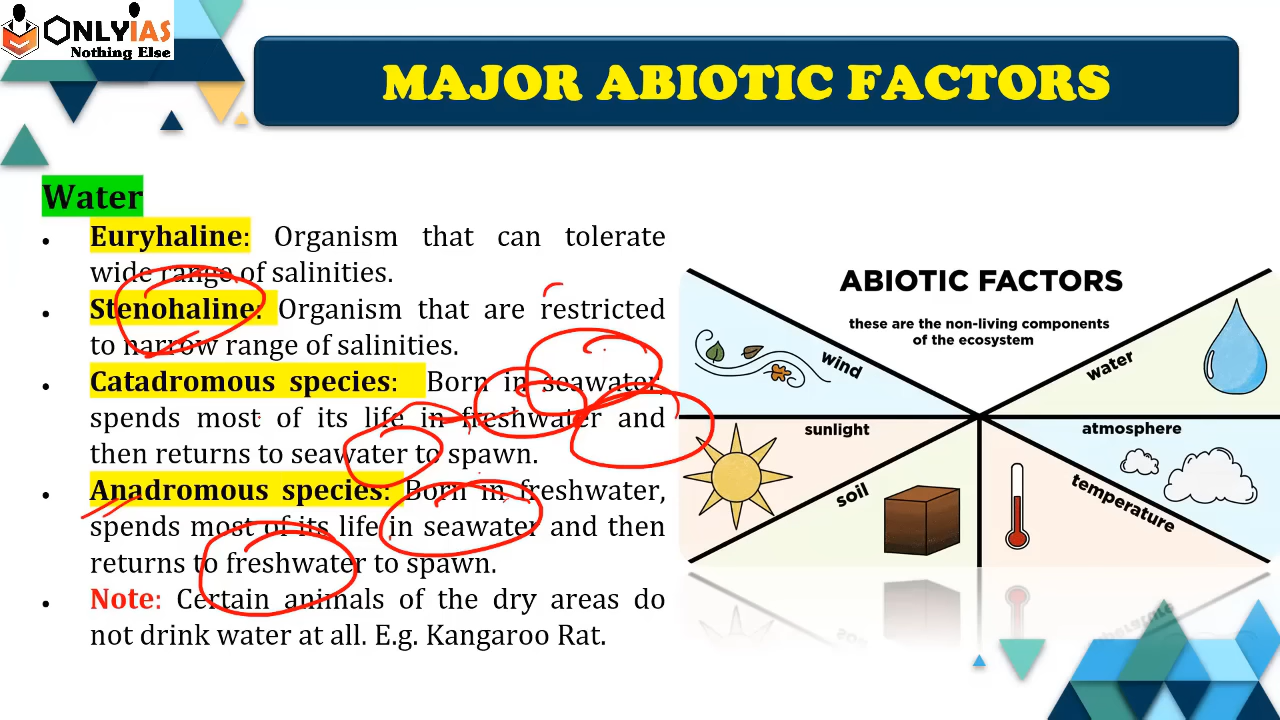 ONLYIAS
Nothing Else
MAJOR ABIOTIC FACTORS
Water
• Euryhaline: Organism that can tolerate
wide range of salinities.
• Stenohaline: Organism that are restricted
to narrow range of salinities.
• Catadromous species: Born in seawater,
spends most of its life in freshwater and
then returns to seawater to spawn.
• Anadromous species: Born in freshwater,
spends most of its life in seawater and then
returns to freshwater to spawn.
• Note: Certain animals of the dry areas do
not drink water at all. E.g. Kangaroo Rat.
ABIOTIC FACTORS
these are the non-living components
of the ecosystem
wind
water
sunlight
atmosphere
soil
temperature